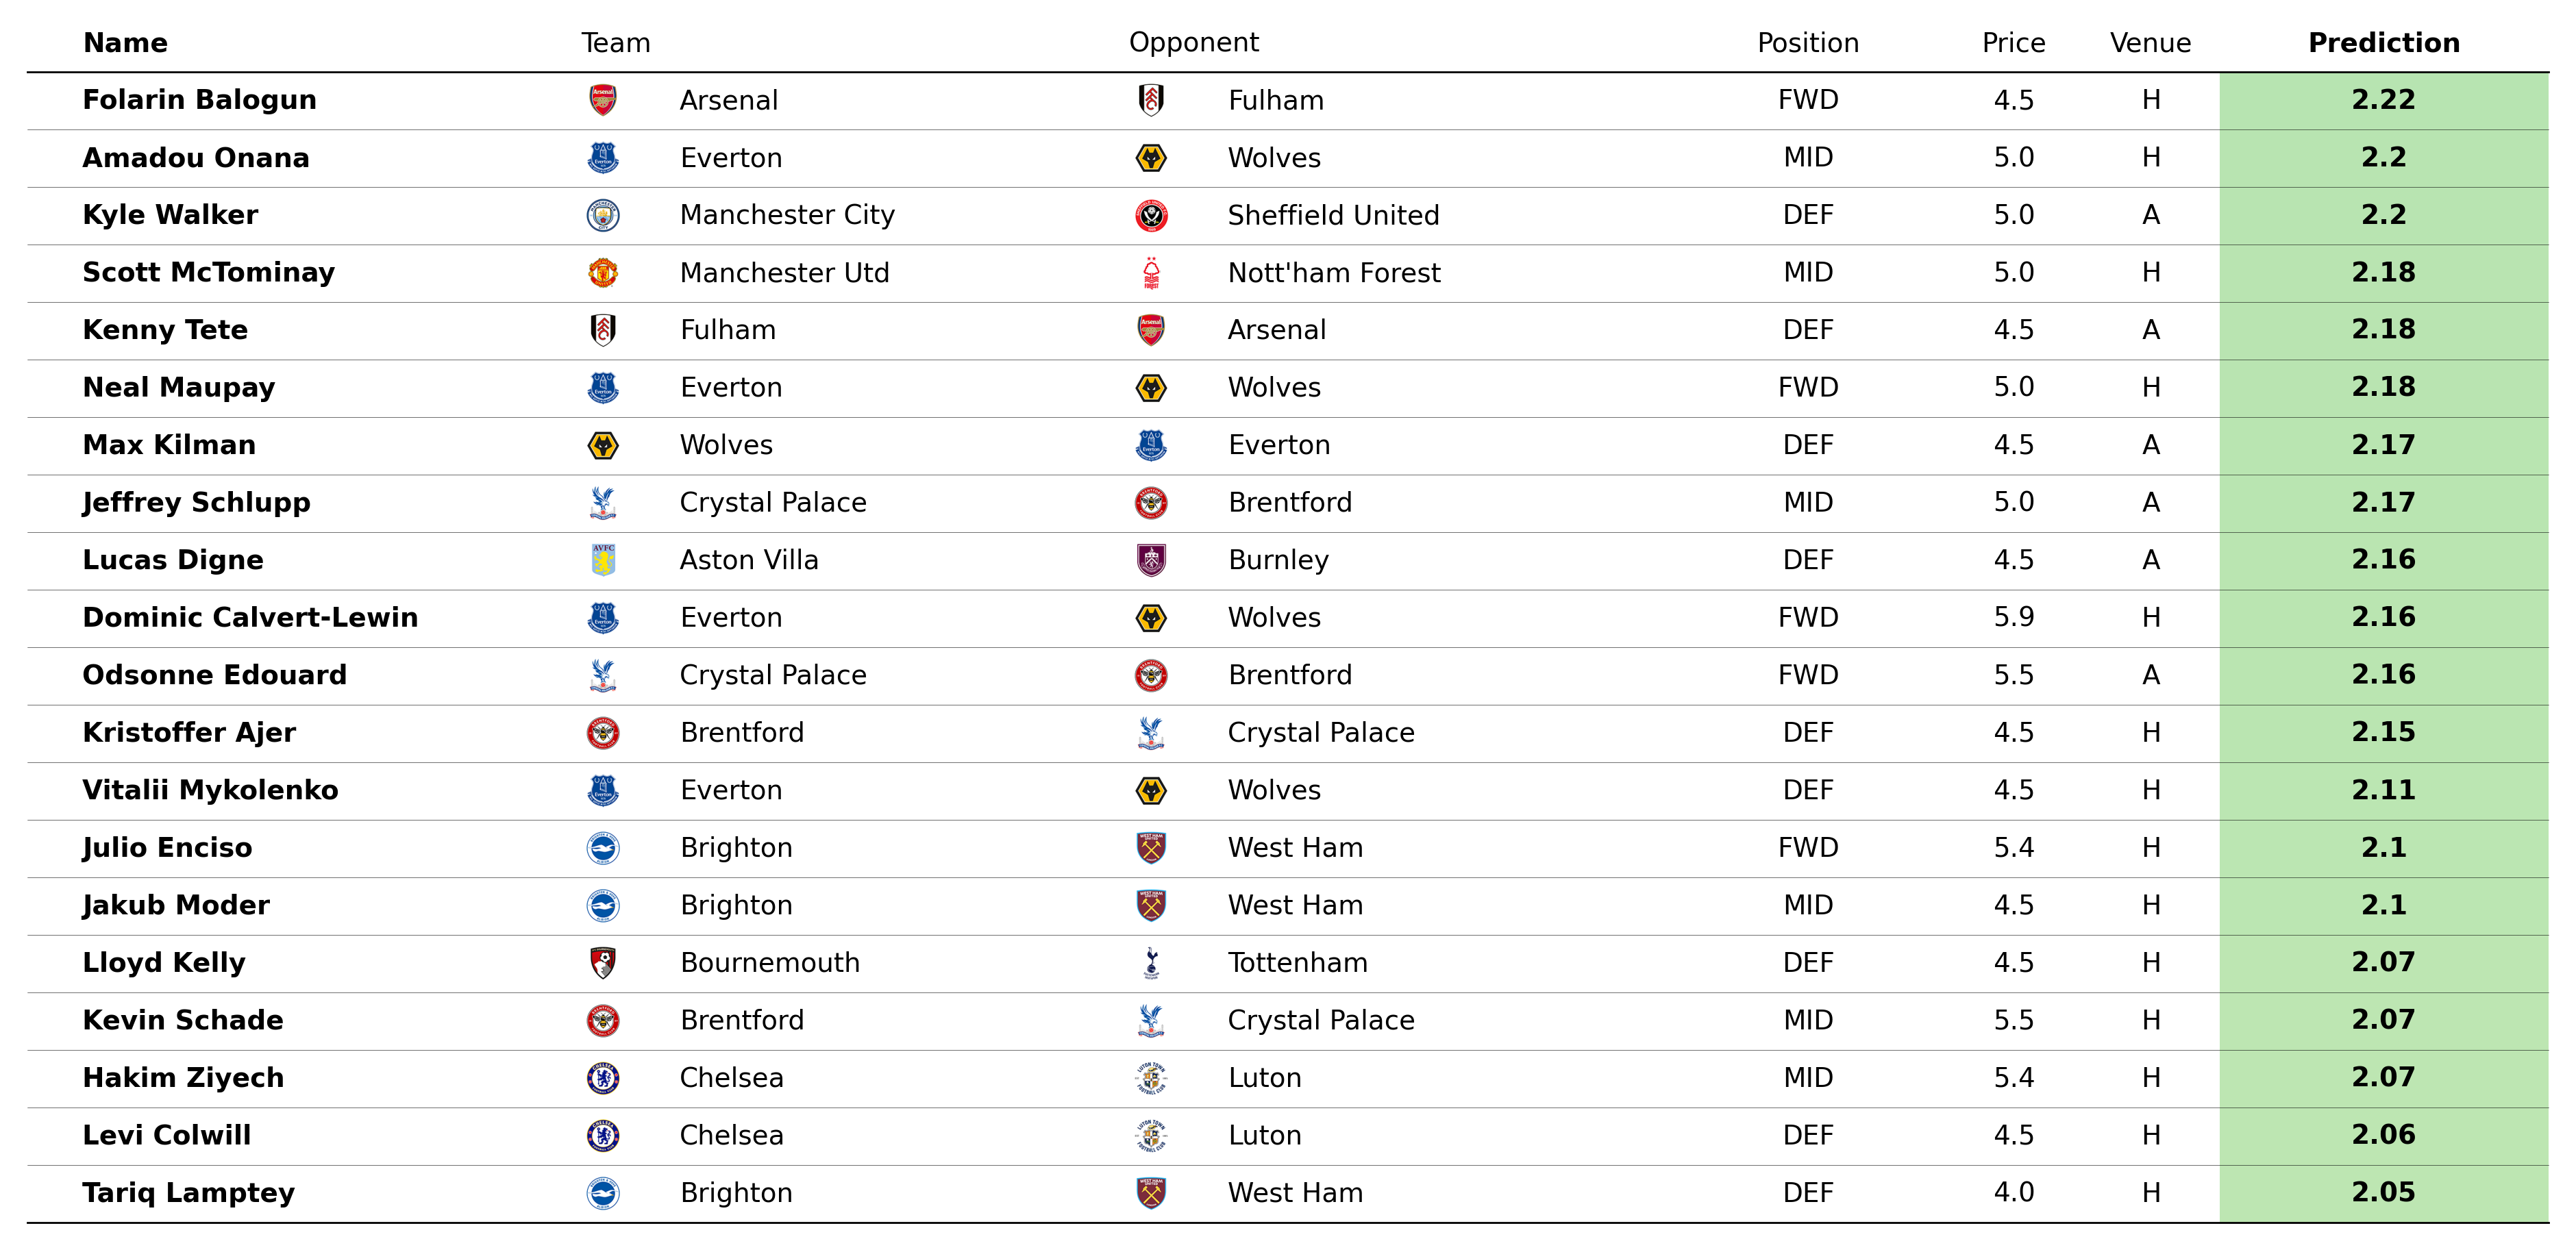 Name Team Opponent Position Price Venue Prediction
Folarin Balogun Arsenal Fulham FWD 4.5 H 2.22
Amadou Onana Everton Wolves MID 5.0 H 2.2
Kyle Walker Manchester City Sheffield United DEF 5.0 A 2.2
Scott McTominay Manchester Utd Nott'ham Forest MID 5.0 H 2.18
Kenny Tete Fulham Arsenal DEF 4.5 A 2.18
Neal Maupay Everton Wolves FWD 5.0 H 2.18
Max Kilman Wolves Everton DEF 4.5 A 2.17
Jeffrey Schlupp Crystal Palace Brentford MID 5.0 A 2.17
Lucas Digne Aston Villa Burnley DEF 4.5 A 2.16
Dominic Calvert-Lewin Everton Wolves FWD 5.9 H 2.16
Odsonne Edouard Crystal Palace Brentford FWD 5.5 A 2.16
Kristoffer Ajer Brentford Crystal Palace DEF 4.5 H 2.15
Vitalii Mykolenko Everton Wolves DEF 4.5 H 2.11
Julio Enciso Brighton West Ham FWD 5.4 H 2.1
Jakub Moder Brighton West Ham MID 4.5 H 2.1
Lloyd Kelly Bournemouth Tottenham DEF 4.5 H 2.07
Kevin Schade Brentford Crystal Palace MID 5.5 H 2.07
Hakim Ziyech Chelsea Luton MID 5.4 H 2.07
Levi Colwill Chelsea Luton DEF 4.5 H 2.06
Tariq Lamptey Brighton West Ham DEF 4.0 H 2.05